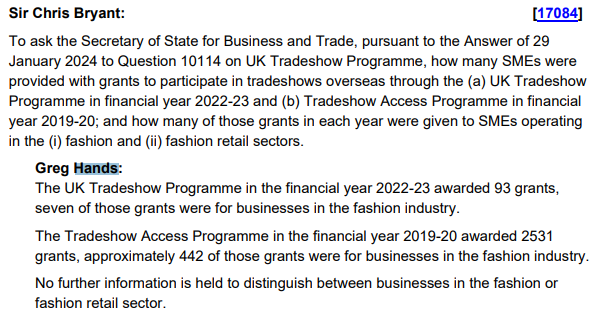 Sir Chris Bryant: [17084]
To ask the Secretary of State for Business and Trade, pursuant to the Answer of 29
January 2024 to Question 10114 on UK Tradeshow Programme, how many SMEs were
provided with grants to participate in tradeshows overseas through the (a) UK Tradeshow
Programme in financial year 2022-23 and (b) Tradeshow Access Programme in financial
year 2019-20; and how many of those grants in each year were given to SMEs operating
in the (i) fashion and (ii) fashion retail sectors.
Greg Hands:
The UK Tradeshow Programme in the financial year 2022-23 awarded 93 grants,
seven of those grants were for businesses in the fashion industry.
The Tradeshow Access Programme in the financial year 2019-20 awarded 2531
grants, approximately 442 of those grants were for businesses in the fashion industry.
No further information is held to distinguish between businesses in the fashion or
fashion retail sector.